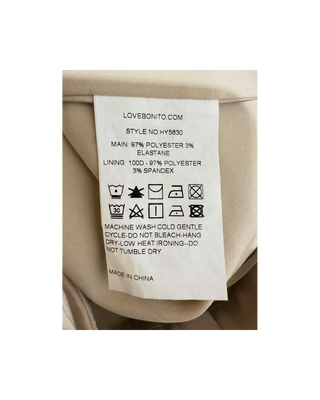 LOVEBONITO.COM
STYLE NO HY5630
MAIN: 97% POLYESTER 3%
ELASTANE
LINING: 100D - 97% POLYESTER
3% SPANDEX
30
MACHINE WASH COLD GENTLE
CYCLE-DO NOT BLEACH-HANG
DRY-LOW HEAT IRONING-DO
NOT TUMBLE DRY
MADE IN CHINA